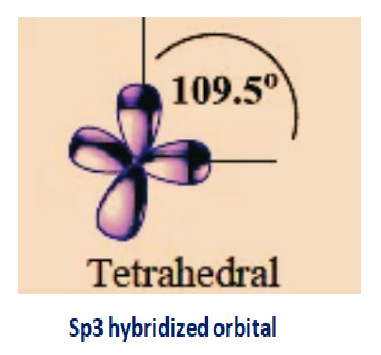 109.5º
Tetrahedral
Sp3 hybridized orbital